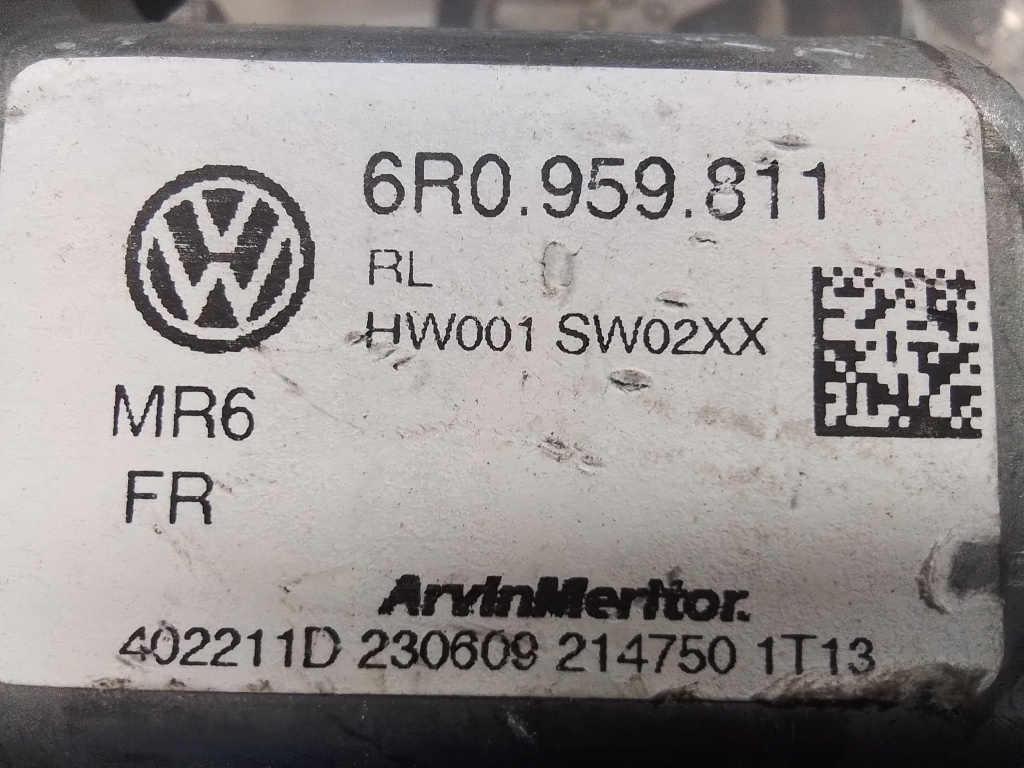 6R0.959.811
RL
HW001 SW02XX
MR6
FR
ArvinMeritor.
402211D 230609 214750 1T13